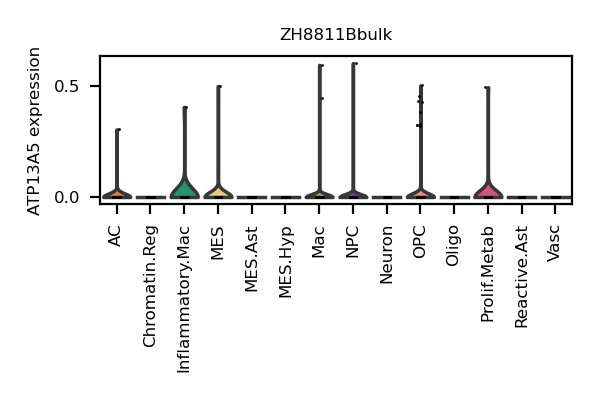 ZH8811Bbulk
ATP13A5 expression
0.5
0.0
AC
Chromatin.Reg
Inflammatory.Mac
MES
MES.Ast
MES.Hyp
Mac
NPC
Neuron
OPC
Oligo
Prolif.Metab
Reactive.Ast
Vasc